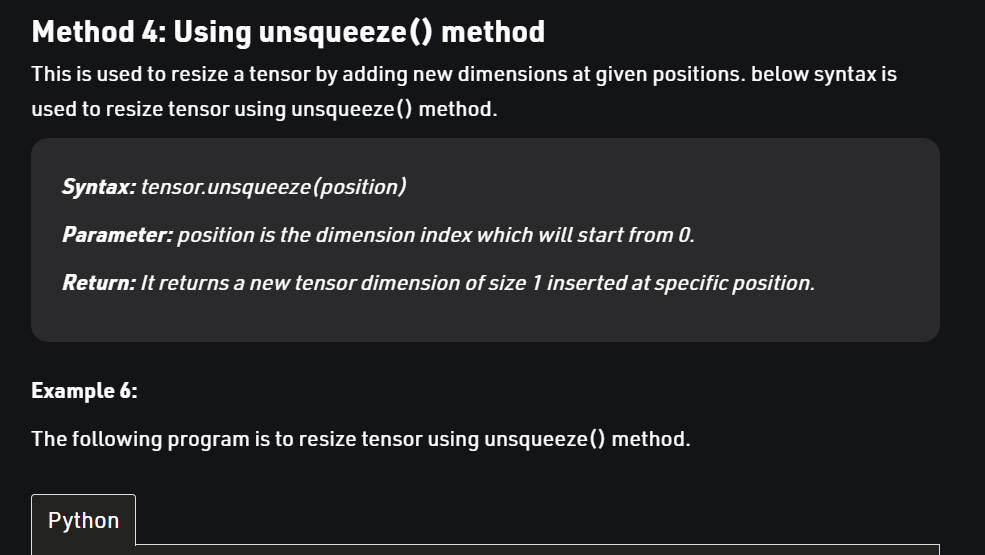 Method 4: Using unsqueeze() method
This is used to resize a tensor by adding new dimensions at given positions. below syntax is
used to resize tensor using unsqueeze() method.
Syntax: tensor.unsqueeze(position)
Parameter: position is the dimension index which will start from 0.
Return: It returns a new tensor dimension of size 1 inserted at specific position.
Example 6:
The following program is to resize tensor using unsqueeze() method.
Python